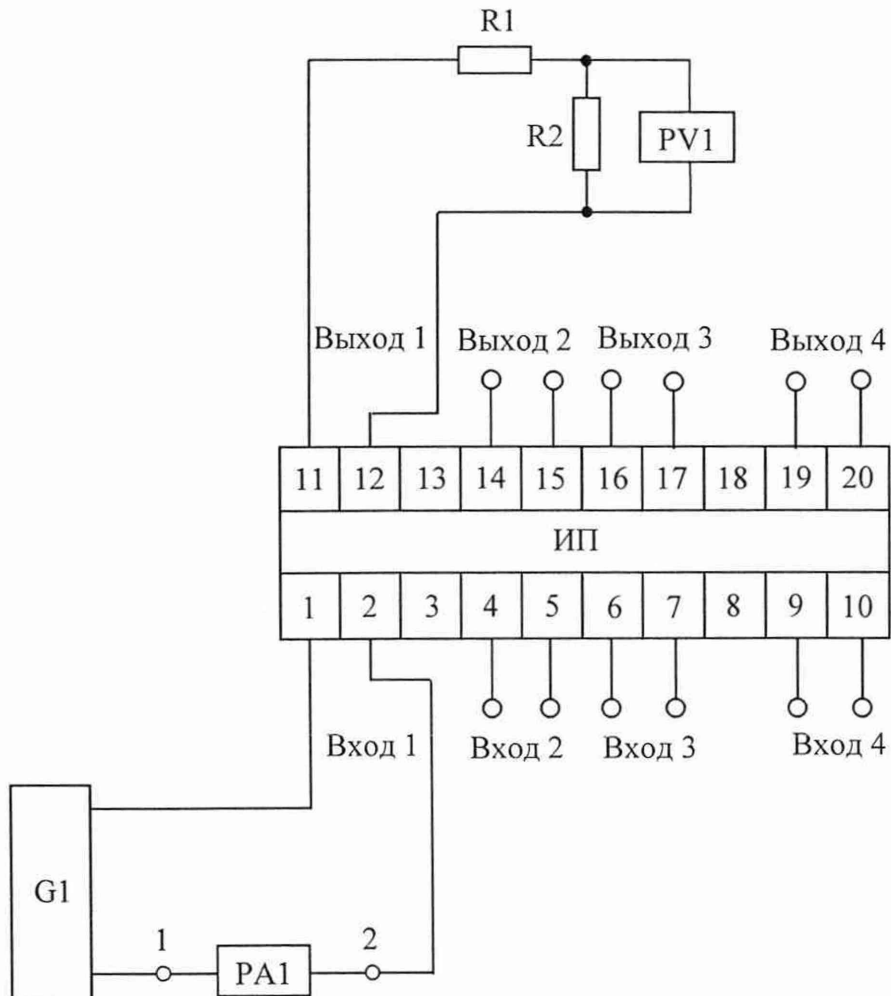 R1
R2
PV1
Выход 1
Выход 2
Выход 3
Выход 4
11 12 13 14 15 16 17 18 19 20
ИП
1 2 3 4 5 6 7 8 9 10
Вход 1
Вход 2
Вход 3
Вход 4
G1
1
PA1
2